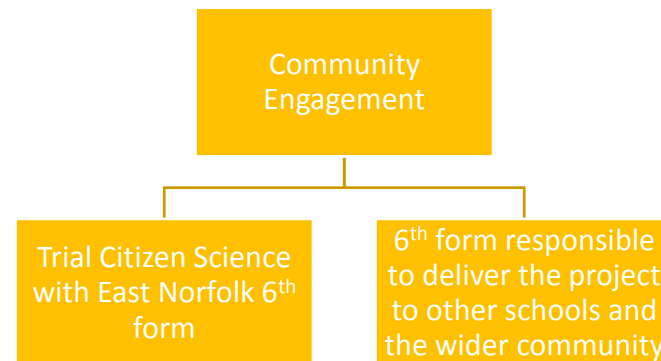 Community
Engagement
Trial Citizen Science
with East Norfolk 6th
form
6th form responsible
to deliver the project
to other schools and
the wider community